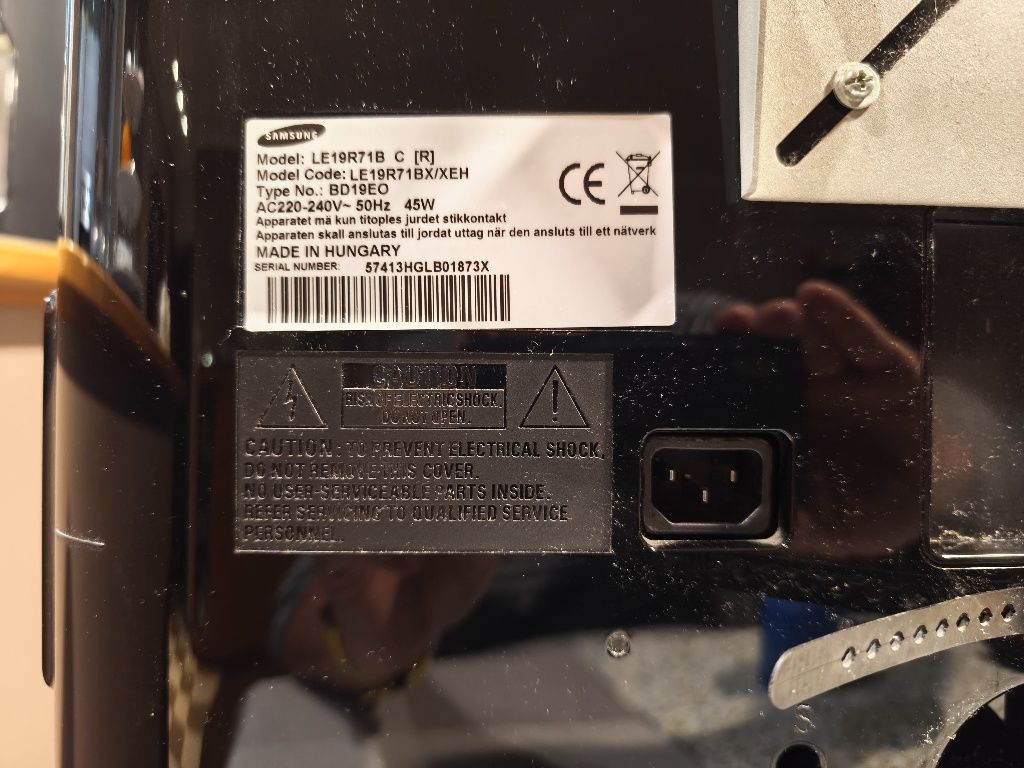 SAMSUNG
Model: LE19R71B C [R]
Model Code: LE19R71BX/XEH
Type No.: BD19EO
AC220-240V~ 50Hz 45W
Apparatet må kun titoples jurdet stikkontakt
Apparaten skall anslutas till jordat uttag når den ansluts till ett nätverk
MADE IN HUNGARY
SERIAL NUMBER: 57413HGLB01873X
CE
CAUTION
RISK OF ELECTRIC SHOCK.
DO NOT OPEN.
CAUTION: TO PREVENT ELECTRICAL SHOCK,
DO NOT REMOVE THIS COVER.
NO USER-SERVICEABLE PARTS INSIDE.
REFER SERVICING TO QUALIFIED SERVICE
PERSONNEL.
S